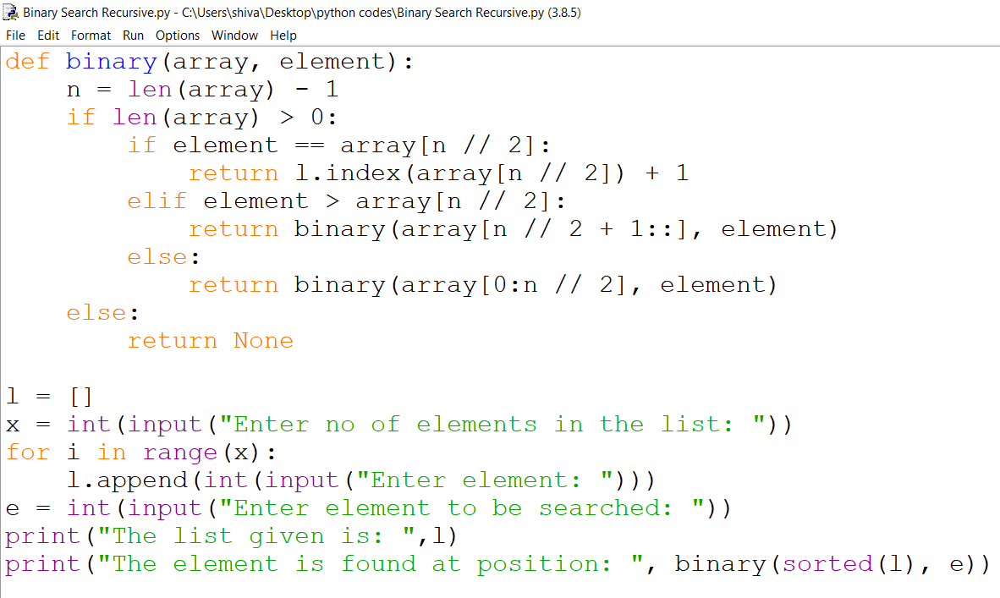 Binary Search Recursive.py - C:\Users\shiva\Desktop\python codes\Binary Search Recursive.py (3.8.5)
File Edit Format Run Options Window Help
def binary(array, element):
    n = len(array) - 1
    if len(array) > 0:
        if element == array[n // 2]:
            return l.index(array[n // 2]) + 1
        elif element > array[n // 2]:
            return binary(array[n // 2 + 1::], element)
        else:
            return binary(array[0:n // 2], element)
    else:
        return None

l = []
x = int(input("Enter no of elements in the list: "))
for i in range(x):
    l.append(int(input("Enter element: ")))
e = int(input("Enter element to be searched: "))
print("The list given is: ",l)
print("The element is found at position: ", binary(sorted(l), e))